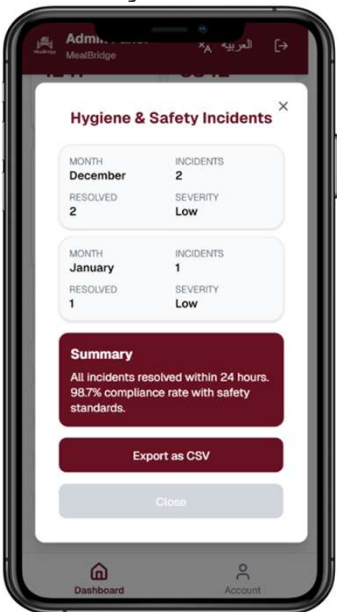 MealBridge
العربية
Hygiene & Safety Incidents
MONTH INCIDENTS
December 2
RESOLVED SEVERITY
2 Low
MONTH INCIDENTS
January 1
RESOLVED SEVERITY
1 Low
Summary
All incidents resolved within 24 hours.
98.7% compliance rate with safety
standards.
Export as CSV
Close
Dashboard Account